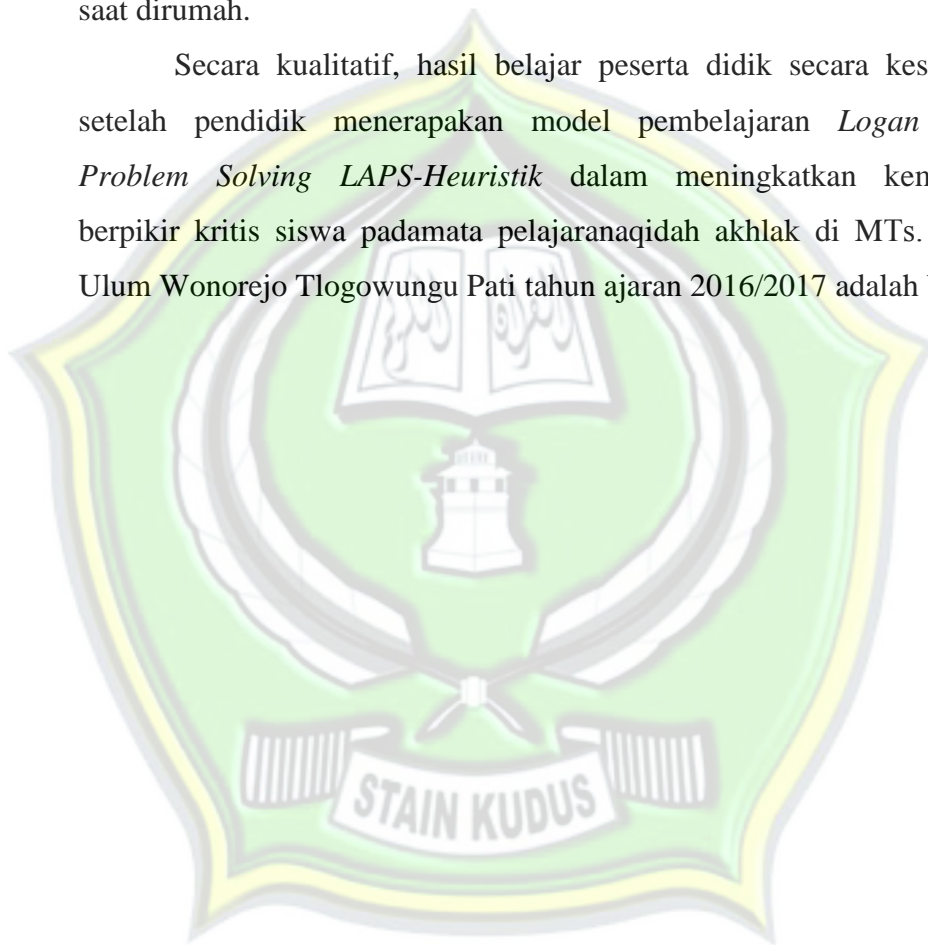 saat dirumah.
Secara kualitatif, hasil belajar peserta didik secara kes
setelah pendidik menerapakan model pembelajaran Logan
Problem Solving LAPS-Heuristik dalam meningkatkan ken
berpikir kritis siswa padamata pelajaranaqidah akhlak di MTs.
Ulum Wonorejo Tlogowungu Pati tahun ajaran 2016/2017 adalah
STAIN KUDUS